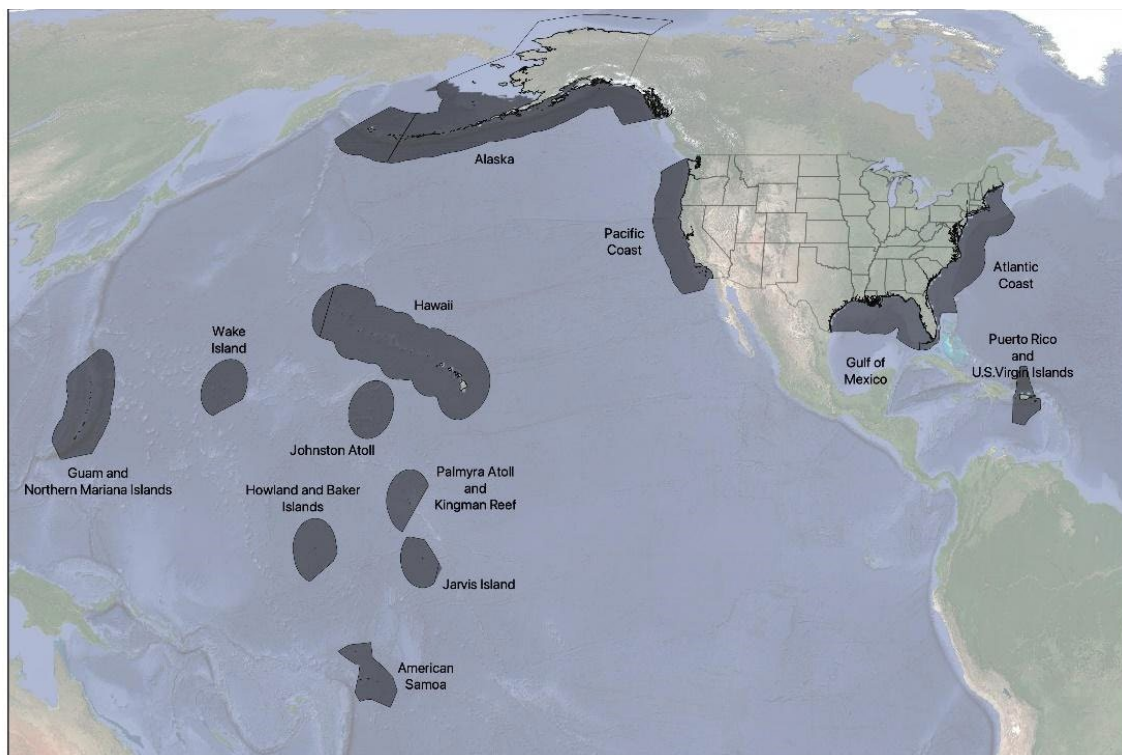 Alaska
Pacific
Coast
Atlantic
Coast
Hawaii
Wake
Island
Puerto Rico
and
U.S.Virgin Islands
Gulf of
Mexico
Johnston Atoll
Guam and
Northern Mariana Islands
Palmyra Atoll
and
Kingman Reef
Howland and Baker
Islands
Jarvis Island
American
Samoa